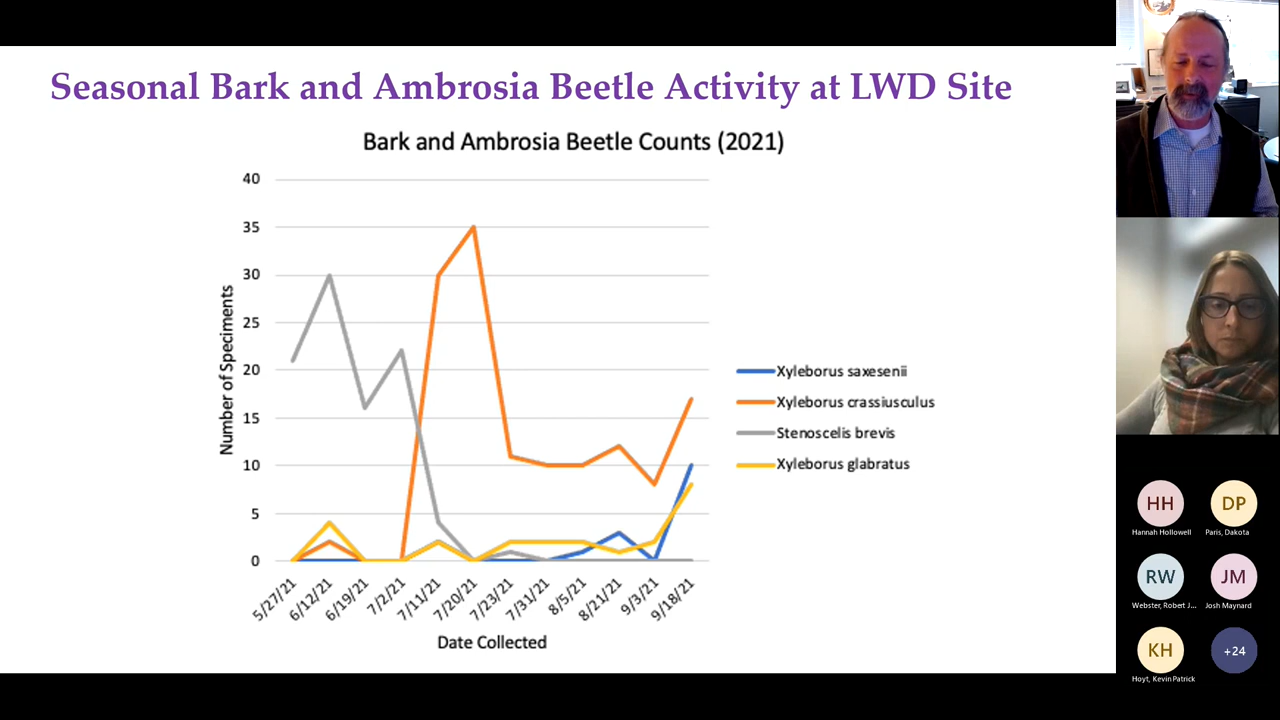 Seasonal Bark and Ambrosia Beetle Activity at LWD Site
Bark and Ambrosia Beetle Counts (2021)
40
35
30
25
20
15
10
5
0
Number of Speciments
5/27/21
6/12/21
6/19/21
7/2/21
7/11/21
7/20/21
7/23/21
7/31/21
8/5/21
8/21/21
9/3/21
9/18/21
Date Collected
Xyleborus saxesenii
Xyleborus crassiusculus
Stenoscelis brevis
Xyleborus glabratus
HH
Hannah Hollowell
DP
Paris, Dakota
RW
Webster, Robert J...
JM
Josh Maynard
KH
Hoyt, Kevin Patrick
+24